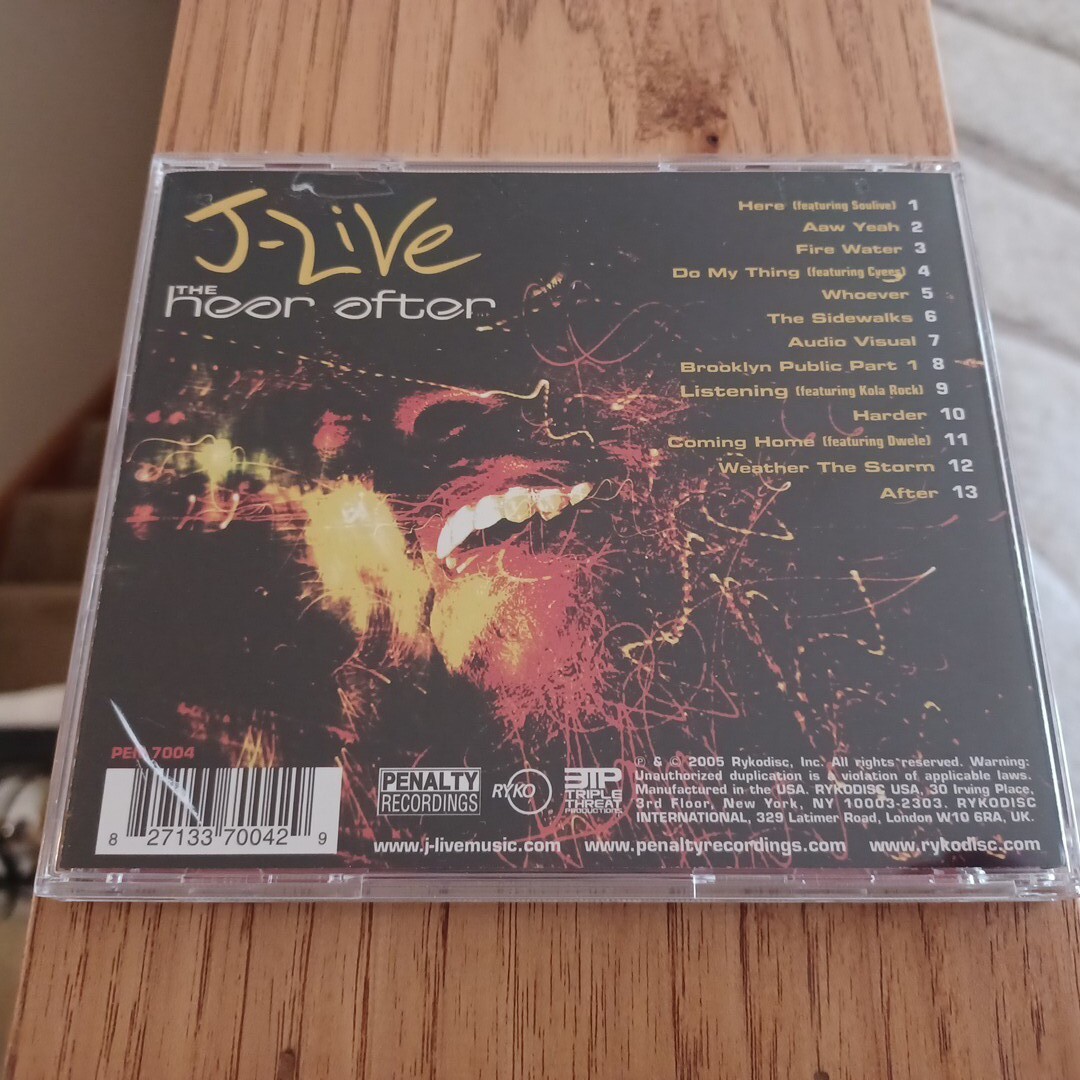 J-Live
THE
hear after...
Here (featuring Soulive) 1
Aaw Yeah 2
Fire Water 3
Do My Thing (featuring Cvees) 4
Whoever 5
The Sidewalks 6
Audio Visual 7
Brooklyn Public Part 1 8
Listening (featuring Kola Rock) 9
Harder 10
Coming Home (featuring Dwele) 11
Weather The Storm 12
After 13
PEN 7004
8 27133 70042 9
PENALTY
RECORDINGS
RYKO
3TP
TRIPLE
THREAT
PRODUCTIONS
℗ & © 2005 Rykodisc, Inc. All rights reserved. Warning:
Unauthorized duplication is a violation of applicable laws.
Manufactured in the USA. RYKODISC USA, 30 Irving Place,
3rd Floor, New York, NY 10003-2303. RYKODISC
INTERNATIONAL, 329 Latimer Road, London W10 6RA, UK.
www.j-livemusic.com www.penaltyrecordings.com www.rykodisc.com